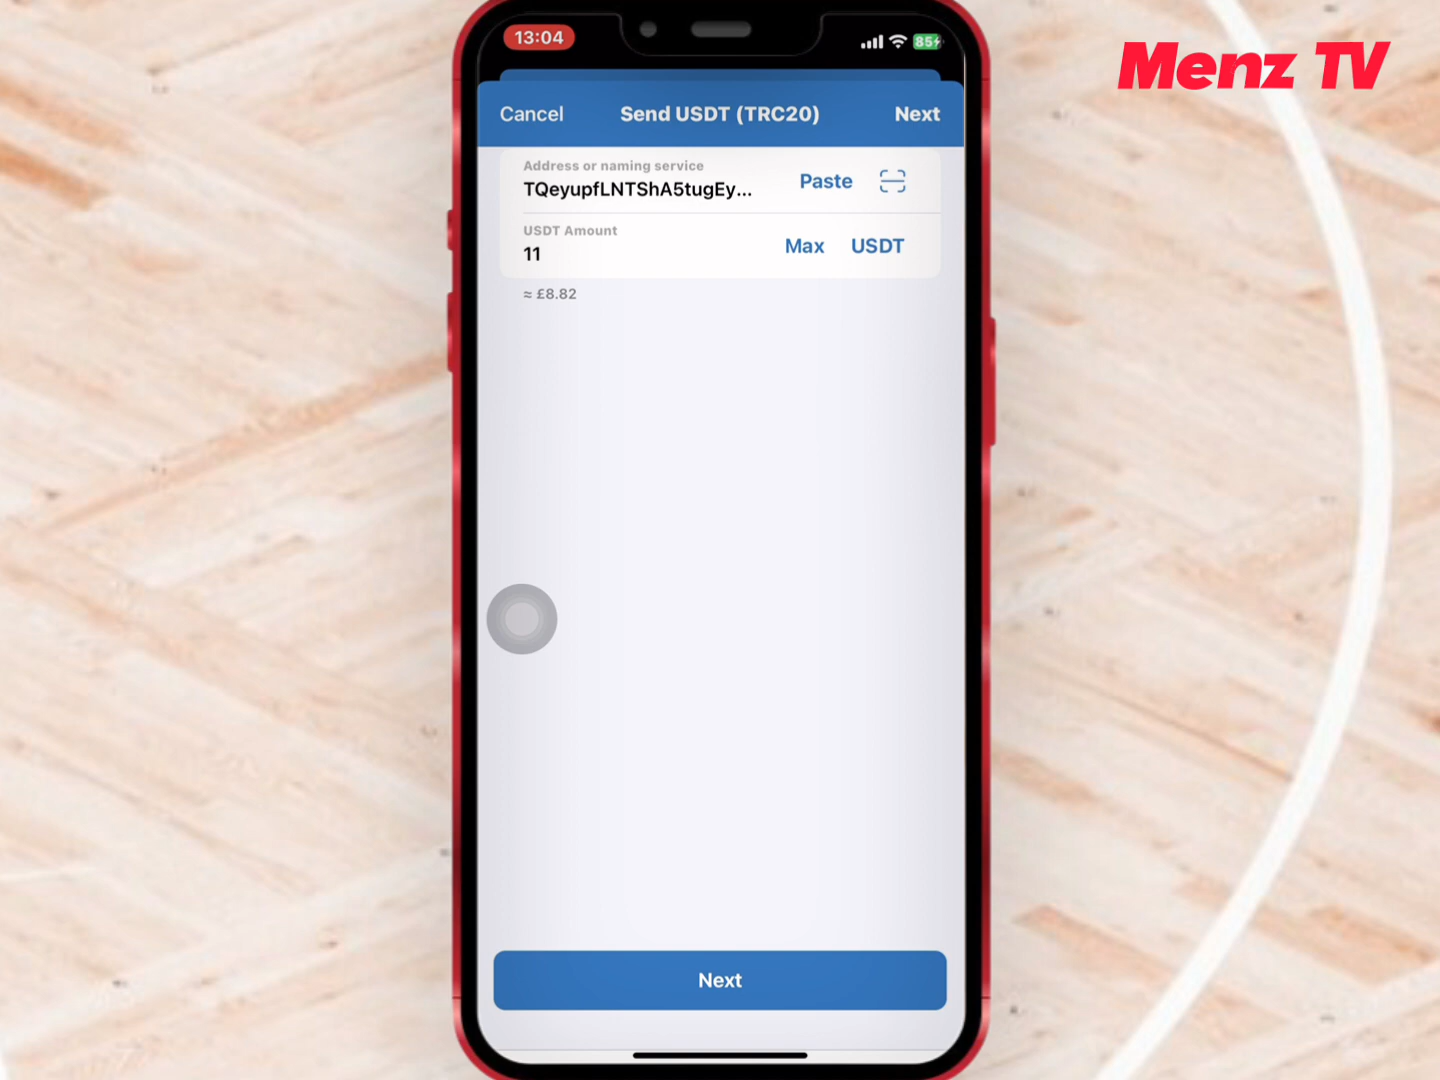 13:04
85
Menz TV
Cancel
Send USDT (TRC20)
Next
Address or naming service
TQeyupfLNTShA5tugEy...
Paste
USDT Amount
11
Max
USDT
≈ £8.82
Next